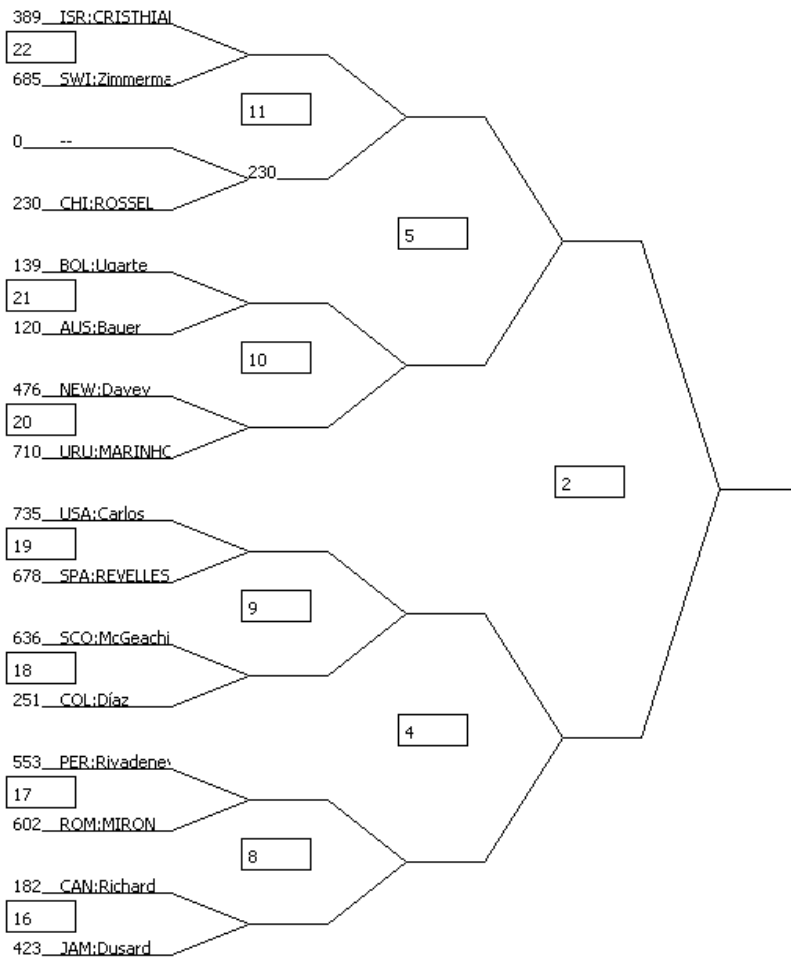 389 ISR:CRISTHIAI
22
685 SWI:Zimmerma
11
0 --
230
230 CHI:ROSSEL
5
139 BOL:Ugarte
21
120 AUS:Bauer
10
476 NEW:Davey
20
710 URU:MARINHO
2
735 USA:Carlos
19
678 SPA:REVELLES
9
636 SCO:McGeachi
18
251 COL:Díaz
4
553 PER:Rivadenev
17
602 ROM:MIRON
8
182 CAN:Richard
16
423 JAM:Dusard